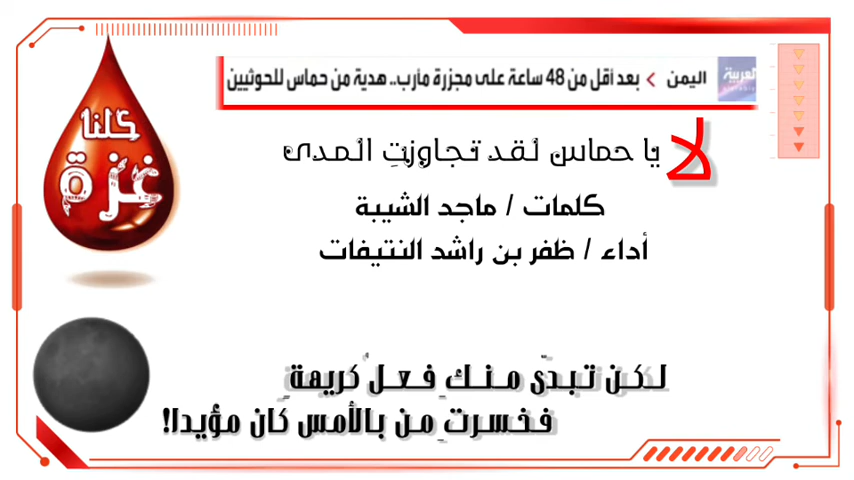 العربية
اليمن > بعد أقل من 48 ساعة على مجزرة مأرب.. هدية من حماس للحوثيين
كلنا
غزة
لا
يا حماس لقد تجاوزتِ المدى
كلمات / ماجد الشيبة
أداء / ظفر بن راشد النتيفات
لكن تبدّى منكِ فعلٌ كريهةٍ
فخسرتِ من بالأمس كان مؤيدا!